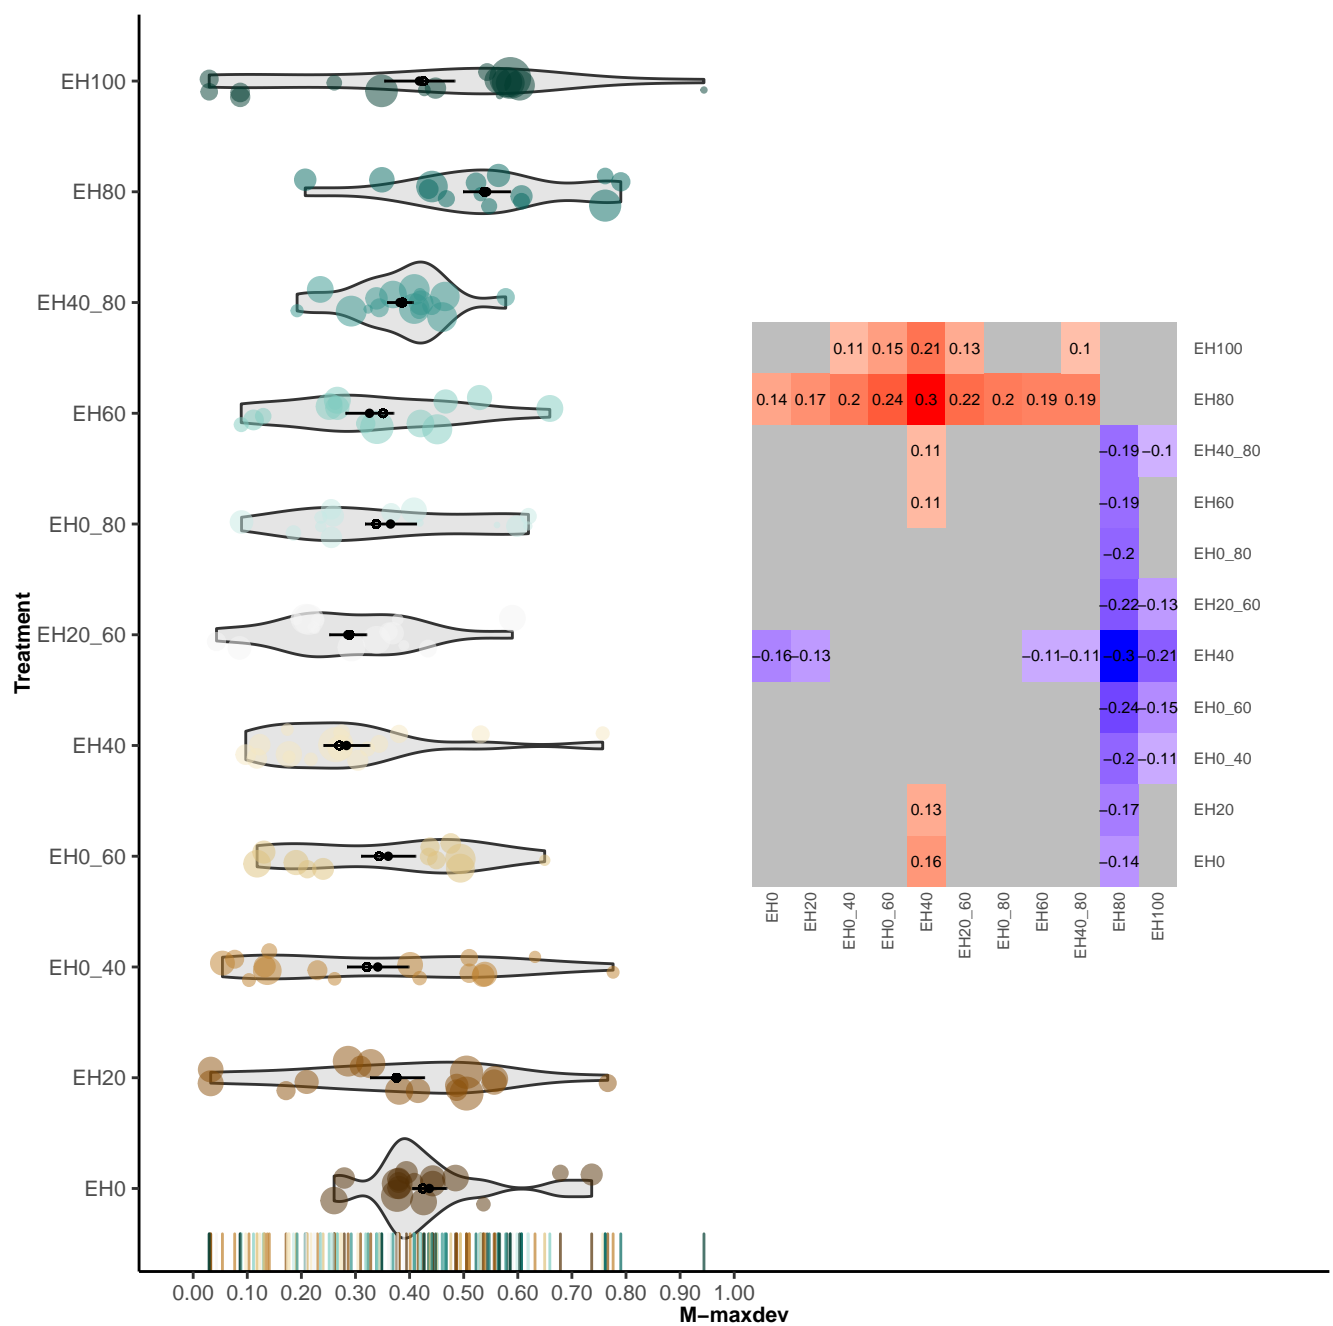 EH100
EH80
EH40_80
EH60
EH0_80
EH20_60
EH40
EH0_60
EH0_40
EH20
EH0
Treatment
0.00 0.10 0.20 0.30 0.40 0.50 0.60 0.70 0.80 0.90 1.00
M−maxdev
0.11 0.15 0.21 0.13 0.1 EH100
0.14 0.17 0.2 0.24 0.3 0.22 0.2 0.19 0.19 EH80
0.11 −0.19 −0.1 EH40_80
0.11 −0.19 EH60
−0.2 EH0_80
−0.22 −0.13 EH20_60
−0.16 −0.13 −0.11 −0.11 −0.3 −0.21 EH40
−0.24 −0.15 EH0_60
−0.2 −0.11 EH0_40
0.13 −0.17 EH20
0.16 −0.14 EH0
EH0 EH20 EH0_40 EH0_60 EH40 EH20_60 EH0_80 EH60 EH40_80 EH80 EH100